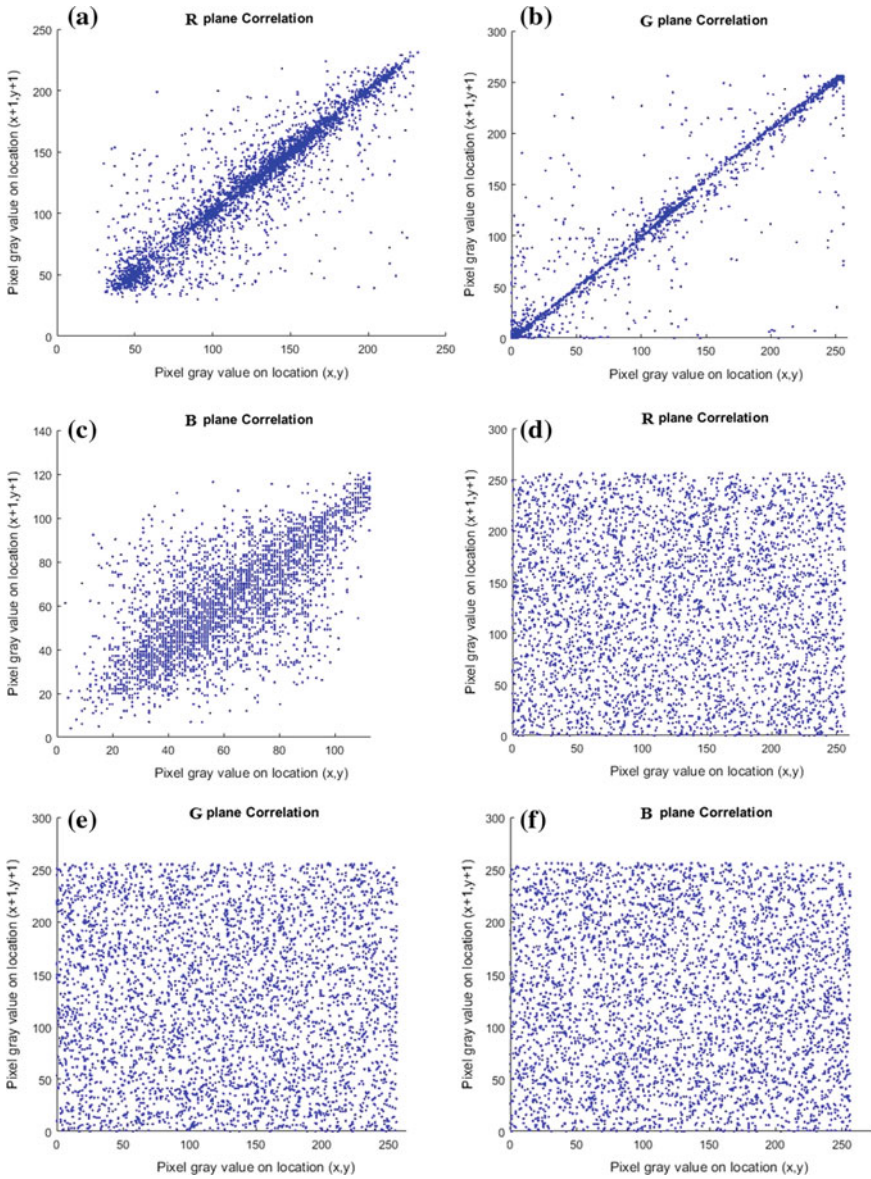 (a) R plane Correlation
250
200
150
100
50
0
0 50 100 150 200 250
Pixel gray value on location (x+1,y+1)
Pixel gray value on location (x,y)
(b) G plane Correlation
300
250
200
150
100
50
0
0 50 100 150 200 250
Pixel gray value on location (x+1,y+1)
Pixel gray value on location (x,y)
(c) B plane Correlation
140
120
100
80
60
40
20
0
20 40 60 80 100
Pixel gray value on location (x+1,y+1)
Pixel gray value on location (x,y)
(d) R plane Correlation
300
250
200
150
100
50
0
0 50 100 150 200 250
Pixel gray value on location (x+1,y+1)
Pixel gray value on location (x,y)
(e) G plane Correlation
300
250
200
150
100
50
0
0 50 100 150 200 250
Pixel gray value on location (x+1,y+1)
Pixel gray value on location (x,y)
(f) B plane Correlation
300
250
200
150
100
50
0
0 50 100 150 200 250
Pixel gray value on location (x+1,y+1)
Pixel gray value on location (x,y)